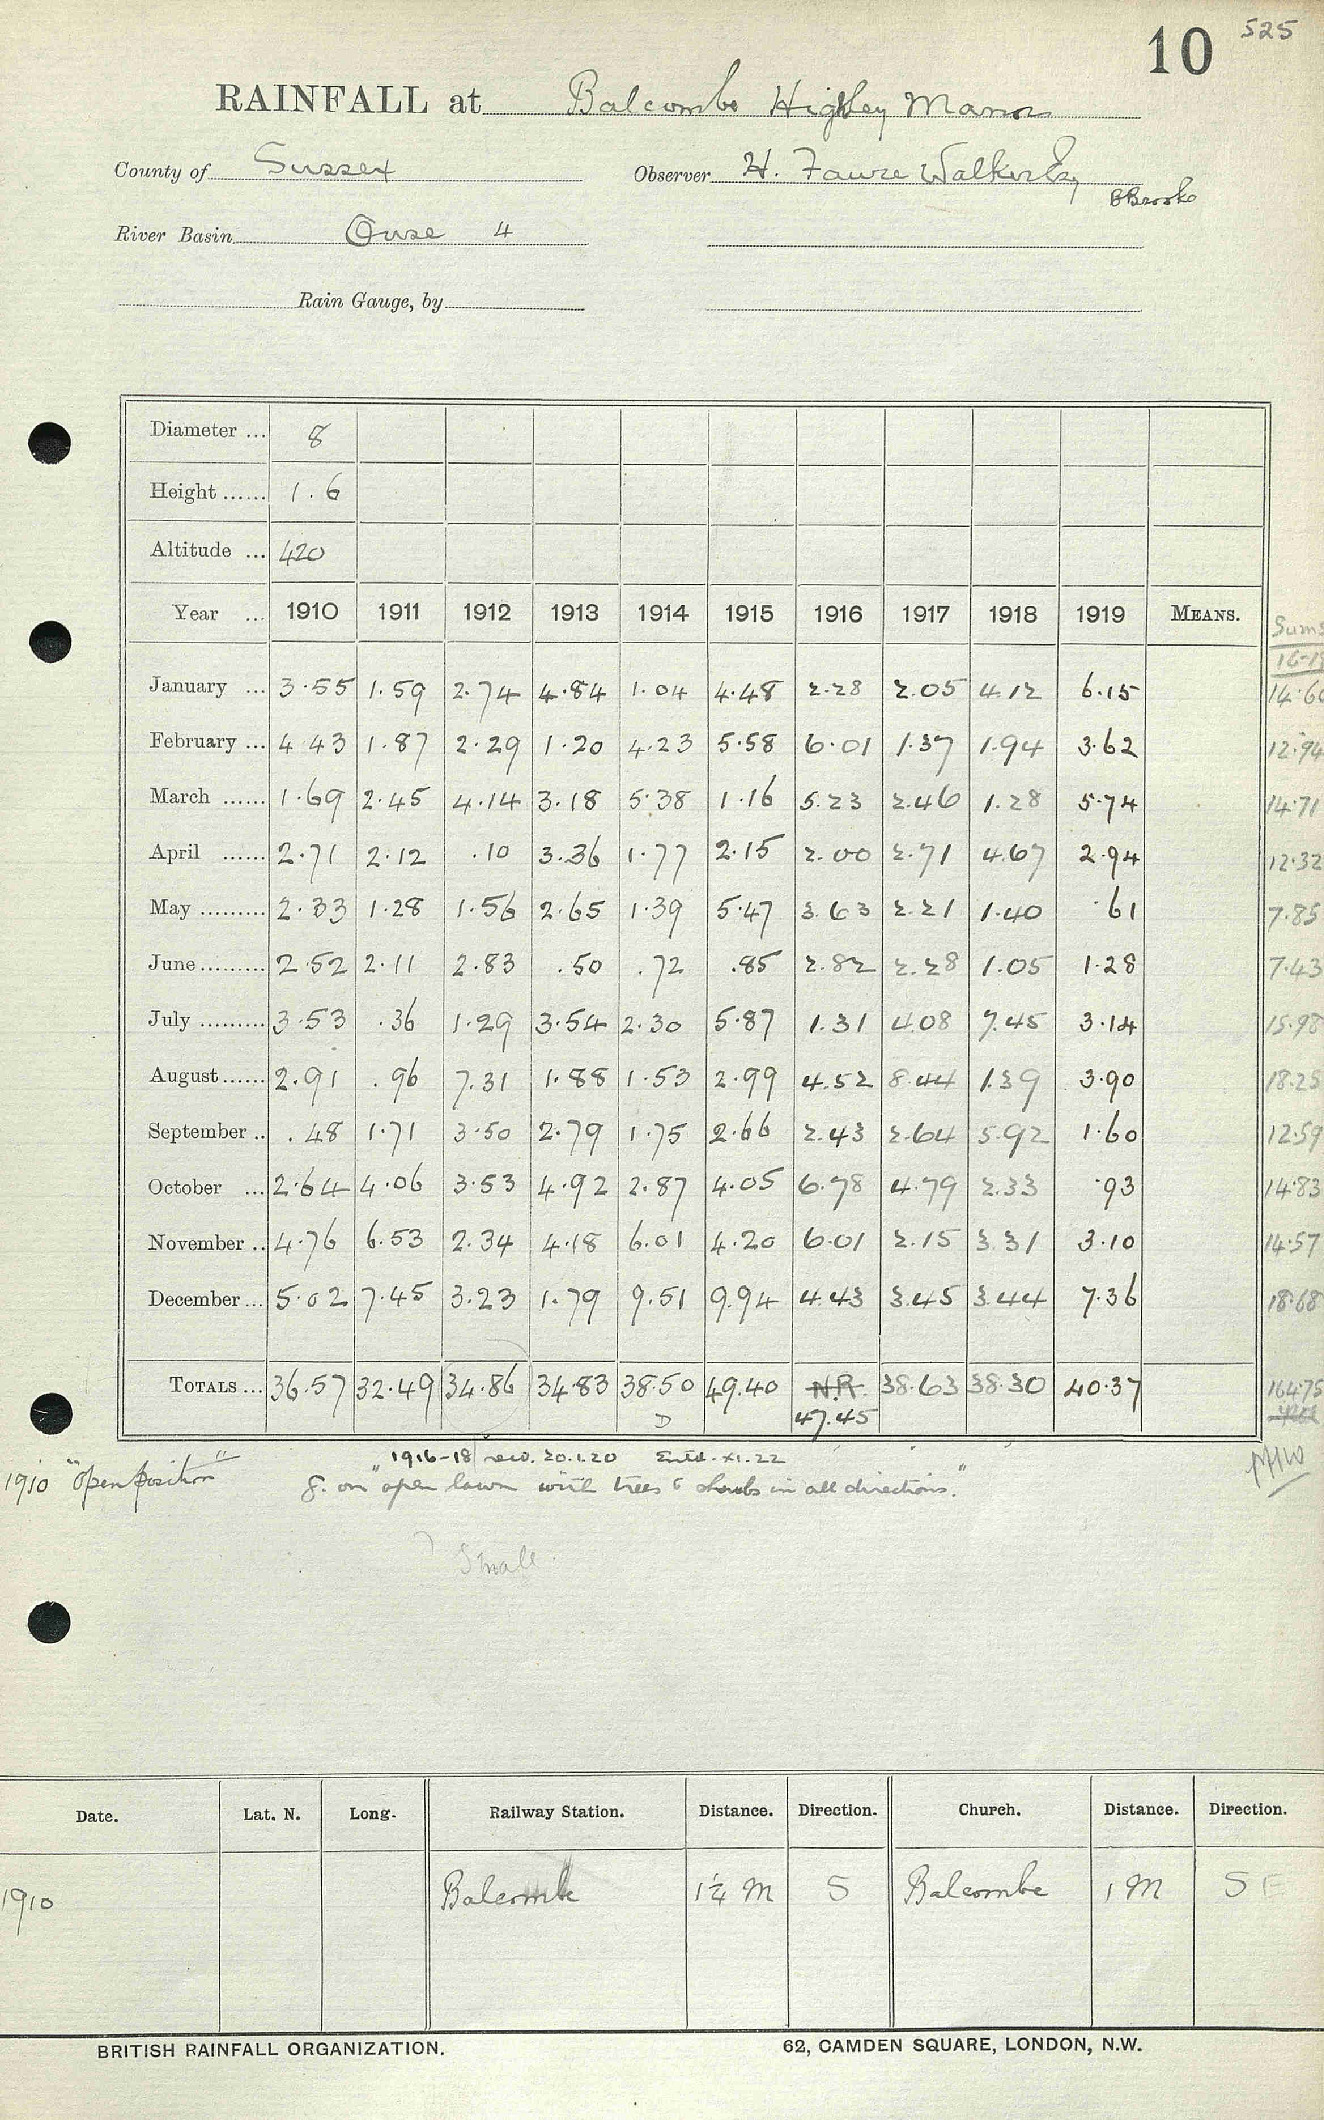 10 525
RAINFALL at Balcombe Highley Manor
County of Sussex Observer H. Faure Walker Esq
BBrooke
River Basin Ouse 4
Rain Gauge, by
Diameter ... 8
Height ...... 1.6
Altitude ... 420
Year ... 1910 1911 1912 1913 1914 1915 1916 1917 1918 1919 MEANS. Sums
16-19
January ... 3.55 1.59 2.74 4.84 1.04 4.48 2.28 2.05 4.12 6.15 14.60
February ... 4.43 1.87 2.29 1.20 4.23 5.58 6.01 1.37 1.94 3.62 12.94
March ...... 1.69 2.45 4.14 3.18 5.38 1.16 5.23 2.46 1.28 5.74 14.71
April ...... 2.71 2.12 .10 3.36 1.77 2.15 2.00 2.71 4.67 2.94 12.32
May ......... 2.33 1.28 1.56 2.65 1.39 5.47 3.63 2.21 1.40 .61 7.85
June ......... 2.52 2.11 2.83 .50 .72 .85 2.82 2.28 1.05 1.28 7.43
July ......... 3.53 .36 1.29 3.54 2.30 5.87 1.31 4.08 7.45 3.14 15.98
August ...... 2.91 .96 7.31 1.88 1.53 2.99 4.52 8.44 1.39 3.90 18.25
September .. .48 1.71 3.50 2.79 1.75 2.66 2.43 2.64 5.92 1.60 12.59
October ... 2.64 4.06 3.53 4.92 2.87 4.05 6.78 4.79 2.33 .93 14.83
November .. 4.76 6.53 2.34 4.18 6.01 4.20 6.01 2.15 3.31 3.10 14.57
December ... 5.02 7.45 3.23 1.79 9.51 9.94 4.43 3.45 3.44 7.36 18.68
TOTALS ... 36.57 32.49 34.86 34.83 38.50 49.40 N.R. 38.63 38.30 40.37 164.75
D 47.45
1916-18 recd. 20.1.20 Entd. XI.22
1910 "Open position" g. on "open lawn with trees & shrubs in all directions."
Small
Date. Lat. N. Long. Railway Station. Distance. Direction. Church. Distance. Direction.
1910 Balcombe 1¼ M S Balcombe 1 M SE
BRITISH RAINFALL ORGANIZATION. 62, CAMDEN SQUARE, LONDON, N.W.